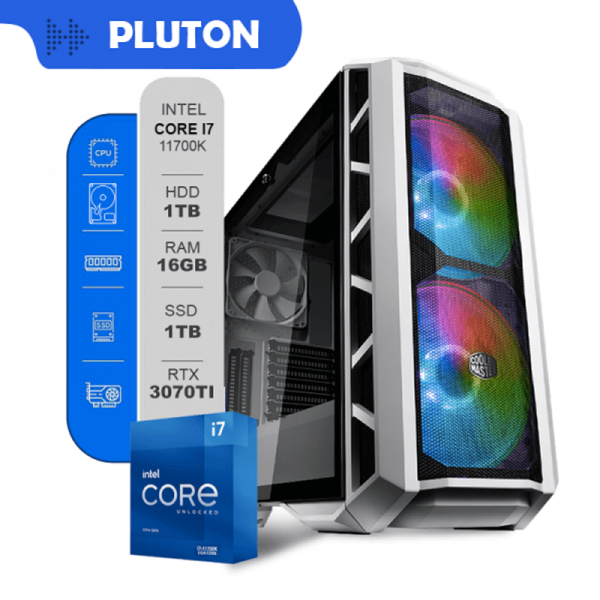 PLUTON
INTEL
CORE I7
11700K
CPU
HDD
1TB
RAM
16GB
SSD
SSD
1TB
RTX
3070TI
i7
intel
CORE
UNLOCKED
COOLER
MASTER